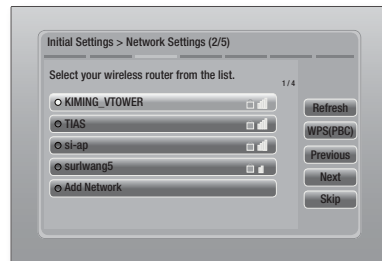 Initial Settings > Network Settings (2/5)
Select your wireless router from the list.
1/4
KIMING_VTOWER
TIAS
si-ap
surlwang5
Add Network
Refresh
WPS(PBC)
Previous
Next
Skip